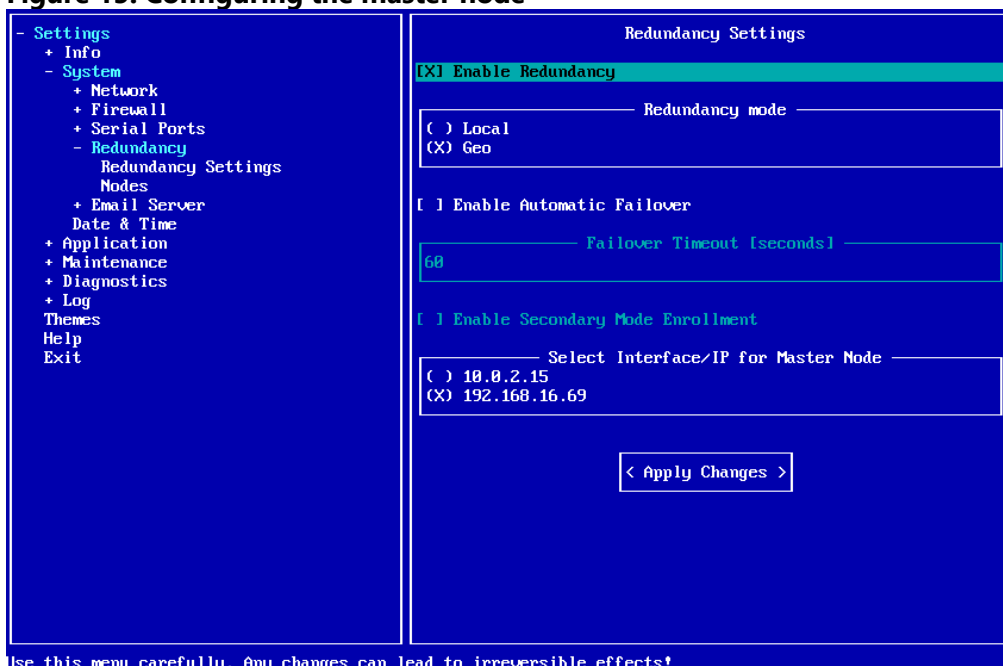 Figure 15. Configuring the master node
- Settings
+ Info
- System
+ Network
+ Firewall
+ Serial Ports
- Redundancy
Redundancy Settings
Nodes
+ Email Server
Date & Time
+ Application
+ Maintenance
+ Diagnostics
+ Log
Themes
Help
Exit
Redundancy Settings
[X] Enable Redundancy
Redundancy mode
( ) Local
(X) Geo
[ ] Enable Automatic Failover
Failover Timeout [seconds]
60
[ ] Enable Secondary Mode Enrollment
Select Interface/IP for Master Node
( ) 10.0.2.15
(X) 192.168.16.69
< Apply Changes >
Use this menu carefully. Any changes can lead to irreversible effects!